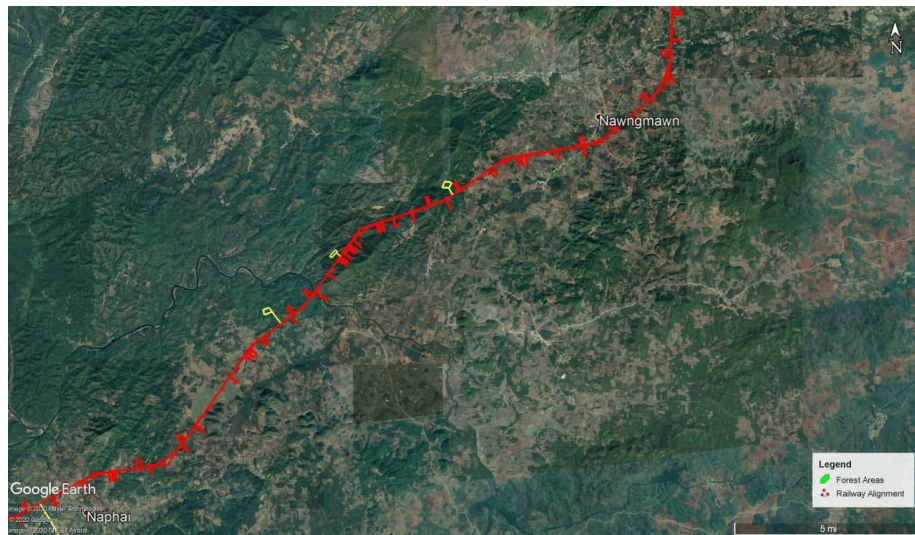 N
Nawngmawn
Legend
Forest Areas
Railway Alignment
Google Earth
Naphai
5 mi